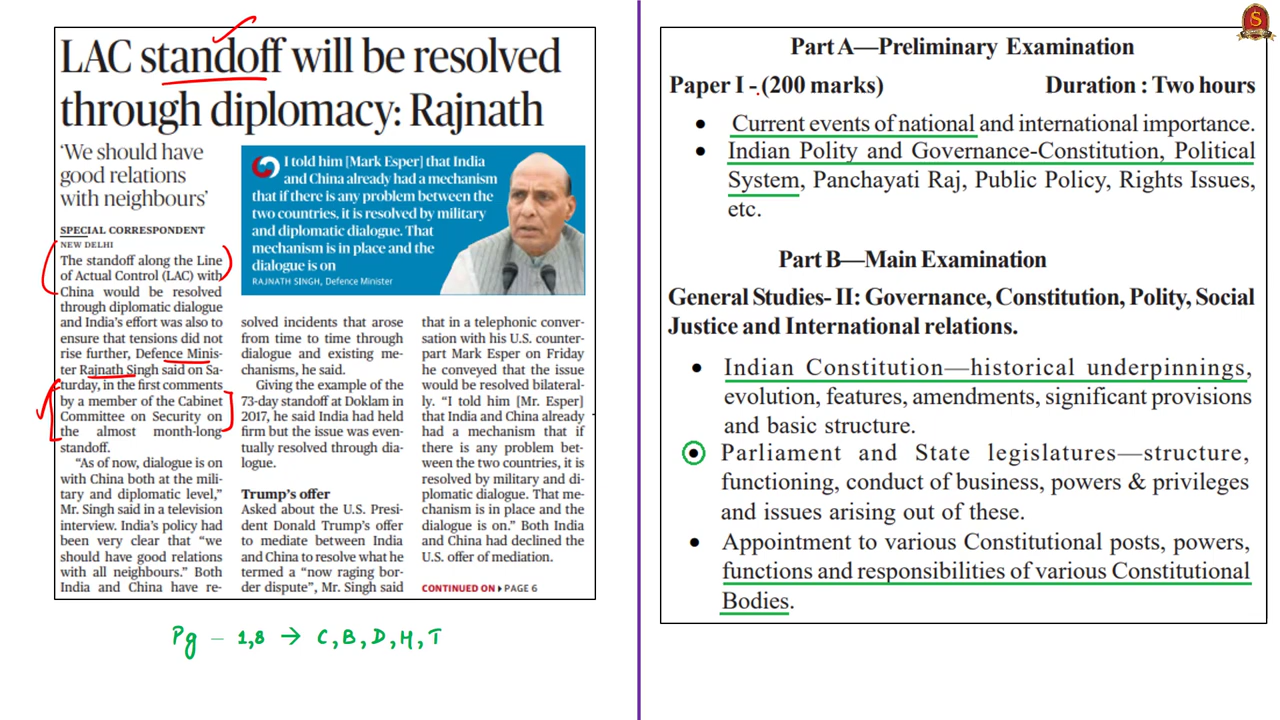 LAC standoff will be resolved
through diplomacy: Rajnath
‘We should have
good relations
with neighbours’
SPECIAL CORRESPONDENT
NEW DELHI
The standoff along the Line
of Actual Control (LAC) with
China would be resolved
through diplomatic dialogue
and India’s effort was also to
ensure that tensions did not
rise further, Defence Minis-
ter Rajnath Singh said on Sa-
turday, in the first comments
by a member of the Cabinet
Committee on Security on
the almost month-long
standoff.
“As of now, dialogue is on
with China both at the mili-
tary and diplomatic level,”
Mr. Singh said in a television
interview. India’s policy had
been very clear that “we
should have good relations
with all neighbours.” Both
India and China have re-
I told him [Mark Esper] that India
and China already had a mechanism
that if there is any problem between the
two countries, it is resolved by military
and diplomatic dialogue. That
mechanism is in place and the
dialogue is on
RAJNATH SINGH, Defence Minister
solved incidents that arose
from time to time through
dialogue and existing me-
chanisms, he said.
Giving the example of the
73-day standoff at Doklam in
2017, he said India had held
firm but the issue was even-
tually resolved through dia-
logue.
Trump’s offer
Asked about the U.S. Presi-
dent Donald Trump’s offer
to mediate between India
and China to resolve what he
termed a “now raging bor-
der dispute”, Mr. Singh said
that in a telephonic conver-
sation with his U.S. counter-
part Mark Esper on Friday
he conveyed that the issue
would be resolved bilateral-
ly. “I told him [Mr. Esper]
that India and China already
had a mechanism that if
there is any problem bet-
ween the two countries, it is
resolved by military and di-
plomatic dialogue. That me-
chanism is in place and the
dialogue is on.” Both India
and China had declined the
U.S. offer of mediation.
CONTINUED ON PAGE 6
Pg – 1,8 → C, B, D, H, T
Part A—Preliminary Examination
Paper I -(200 marks) Duration : Two hours
• Current events of national and international importance.
• Indian Polity and Governance-Constitution, Political
System, Panchayati Raj, Public Policy, Rights Issues,
etc.
Part B—Main Examination
General Studies- II: Governance, Constitution, Polity, Social
Justice and International relations.
• Indian Constitution—historical underpinnings,
evolution, features, amendments, significant provisions
and basic structure.
• Parliament and State legislatures—structure,
functioning, conduct of business, powers & privileges
and issues arising out of these.
• Appointment to various Constitutional posts, powers,
functions and responsibilities of various Constitutional
Bodies.
S